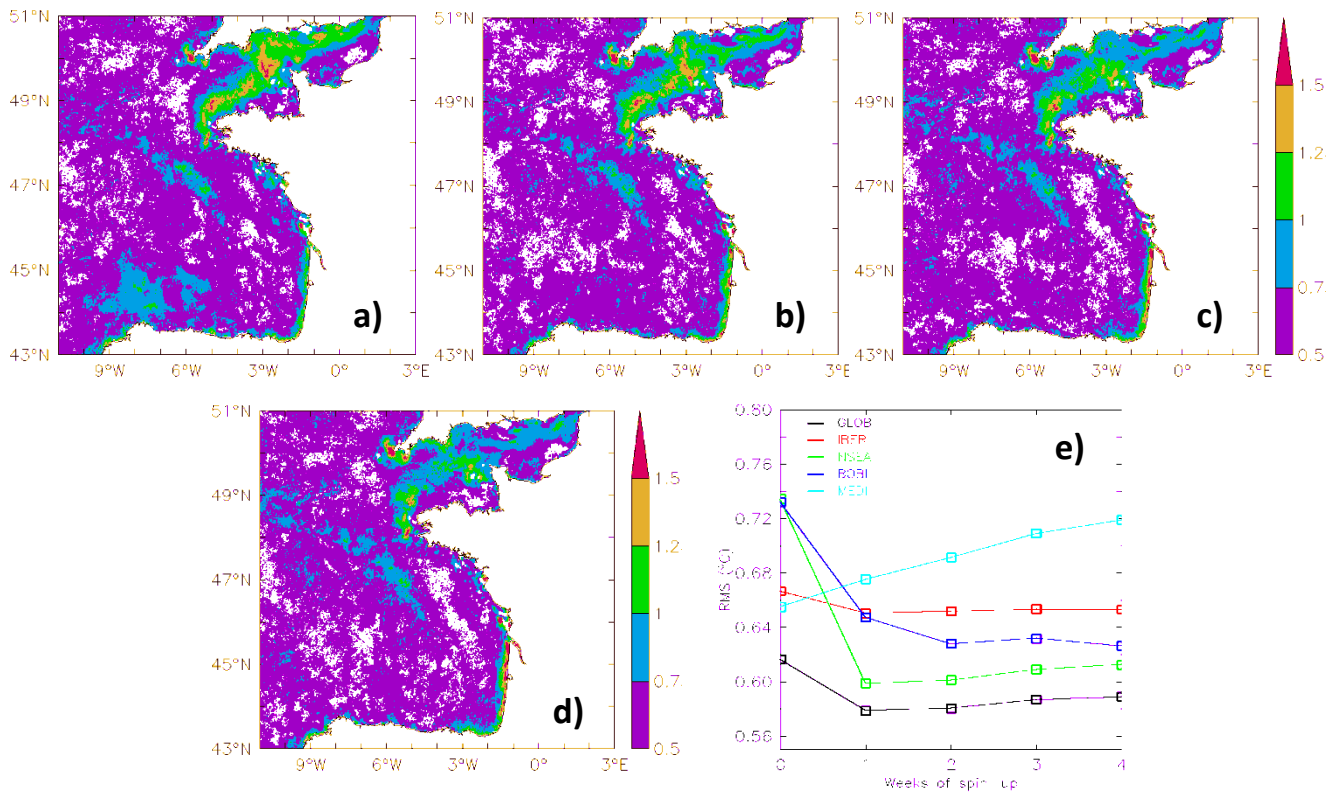 51°N
49°N
47°N
45°N
43°N
9°W 6°W 3°W 0° 3°E
a)
51°N
49°N
47°N
45°N
43°N
9°W 6°W 3°W 0° 3°E
b)
51°N
49°N
47°N
45°N
43°N
9°W 6°W 3°W 0° 3°E
c)
1.5
1.2
1
0.7
0.5
51°N
49°N
47°N
45°N
43°N
9°W 6°W 3°W 0° 3°E
d)
1.5
1.2
1
0.7
0.5
0.80
0.76
0.72
0.68
0.64
0.60
0.56
RMS (°C)
GLOB
IBER
NSEA
BOBI
MEDI
e)
0 1 2 3 4
Weeks of spin up